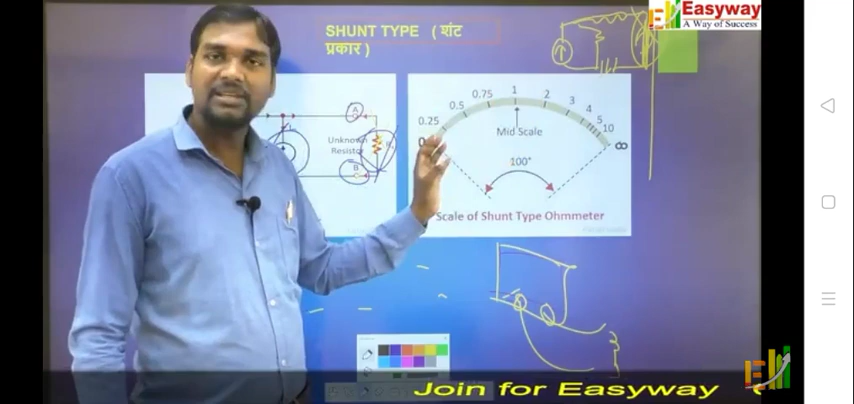 SHUNT TYPE ( शंट
प्रकार )
Easyway
A Way of Success
A
Unknown
Resistor
B
0 0.25 0.5 0.75 1 2 3 4 5 10 ∞
Mid Scale
100°
Scale of Shunt Type Ohmmeter
Join for Easyway